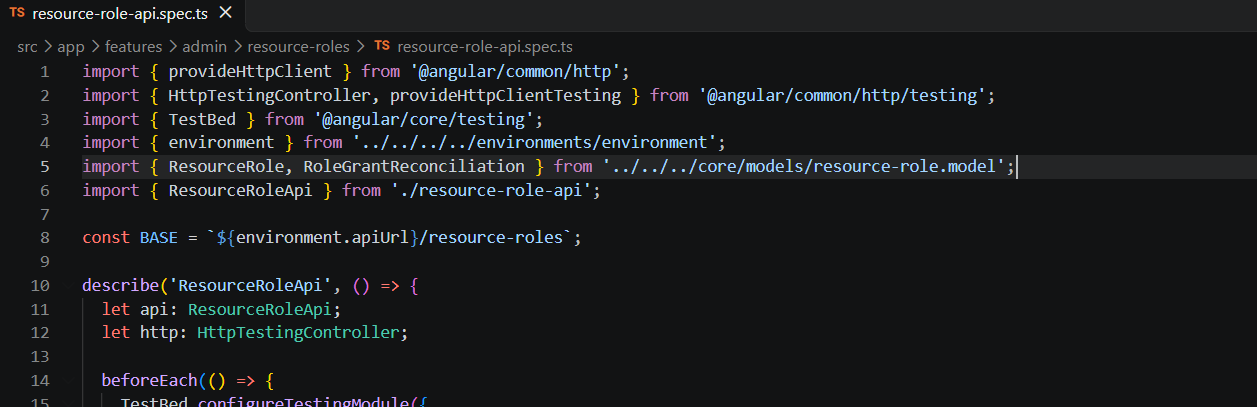 TS resource-role-api.spec.ts ×
src > app > features > admin > resource-roles > TS resource-role-api.spec.ts
1 import { provideHttpClient } from '@angular/common/http';
2 import { HttpTestingController, provideHttpClientTesting } from '@angular/common/http/testing';
3 import { TestBed } from '@angular/core/testing';
4 import { environment } from '../../../../environments/environment';
5 import { ResourceRole, RoleGrantReconciliation } from '../../../core/models/resource-role.model';
6 import { ResourceRoleApi } from './resource-role-api';
7
8 const BASE = `${environment.apiUrl}/resource-roles`;
9
10 describe('ResourceRoleApi', () => {
11 let api: ResourceRoleApi;
12 let http: HttpTestingController;
13
14 beforeEach(() => {
15 TestBed.configureTestingModule({